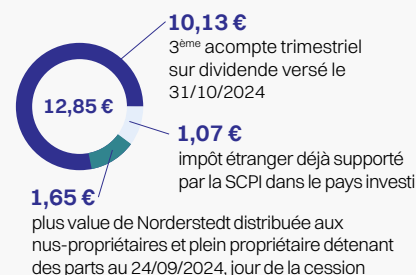 10,13 €
3ème acompte trimestriel
sur dividende versé le
31/10/2024
12,85 €
1,07 €
impôt étranger déjà supporté
par la SCPI dans le pays investi
1,65 €
plus value de Norderstedt distribuée aux
nus-propriétaires et plein propriétaire détenant
des parts au 24/09/2024, jour de la cession